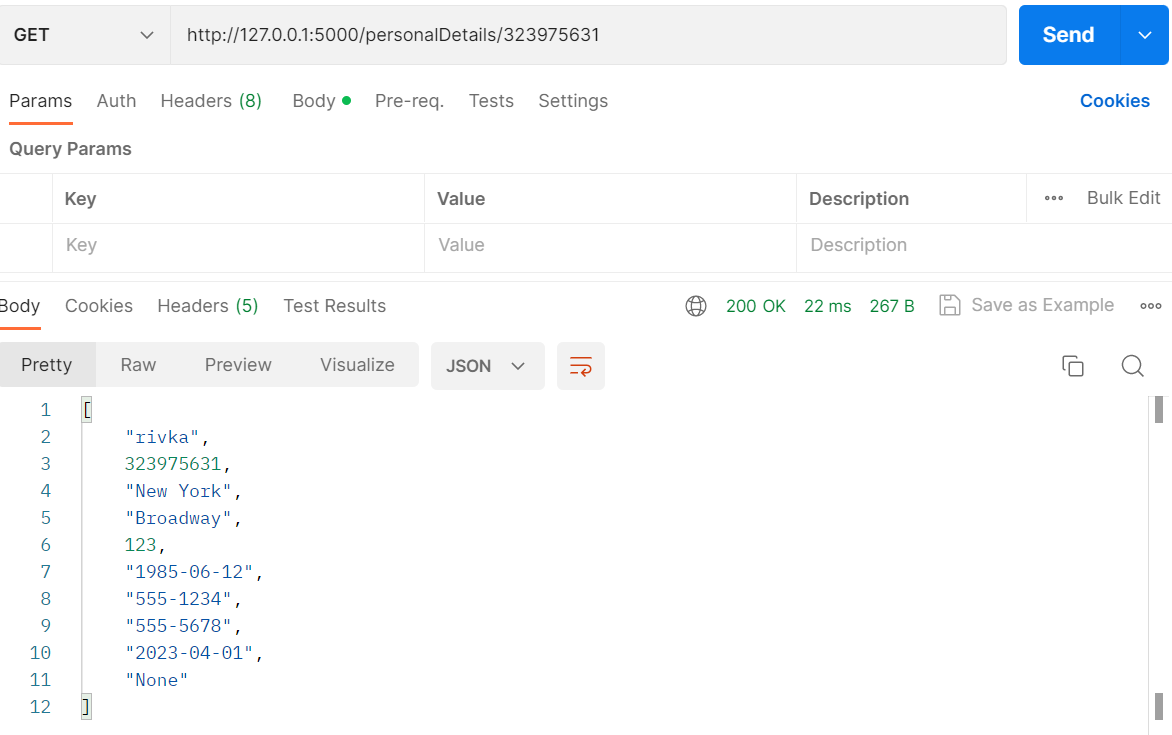 GET http://127.0.0.1:5000/personalDetails/323975631 Send
Params Auth Headers (8) Body Pre-req. Tests Settings Cookies
Query Params
Key Value Description Bulk Edit
Key Value Description
Body Cookies Headers (5) Test Results 200 OK 22 ms 267 B Save as Example
Pretty Raw Preview Visualize JSON
1 [
2 "rivka",
3 323975631,
4 "New York",
5 "Broadway",
6 123,
7 "1985-06-12",
8 "555-1234",
9 "555-5678",
10 "2023-04-01",
11 "None"
12 ]